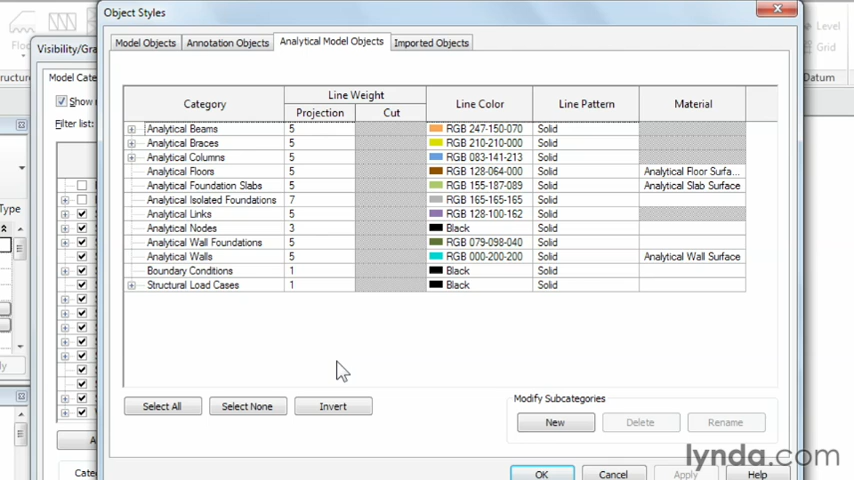 Object Styles
Level
Grid
Datum
Visibility/Gra
Model Cate
Show
Filter list:
Type
Model Objects Annotation Objects Analytical Model Objects Imported Objects
Category Line Weight Line Color Line Pattern Material
Projection Cut
Analytical Beams 5 RGB 247-150-070 Solid
Analytical Braces 5 RGB 210-210-000 Solid
Analytical Columns 5 RGB 083-141-213 Solid
Analytical Floors 5 RGB 128-064-000 Solid Analytical Floor Surfa...
Analytical Foundation Slabs 5 RGB 155-187-089 Solid Analytical Slab Surface
Analytical Isolated Foundations 7 RGB 165-165-165 Solid
Analytical Links 5 RGB 128-100-162 Solid
Analytical Nodes 3 Black Solid
Analytical Wall Foundations 5 RGB 079-098-040 Solid
Analytical Walls 5 RGB 000-200-200 Solid Analytical Wall Surface
Boundary Conditions 1 Black Solid
Structural Load Cases 1 Black Solid
Select All Select None Invert
Modify Subcategories
New Delete Rename
lynda.com
Categ
OK Cancel Apply Help